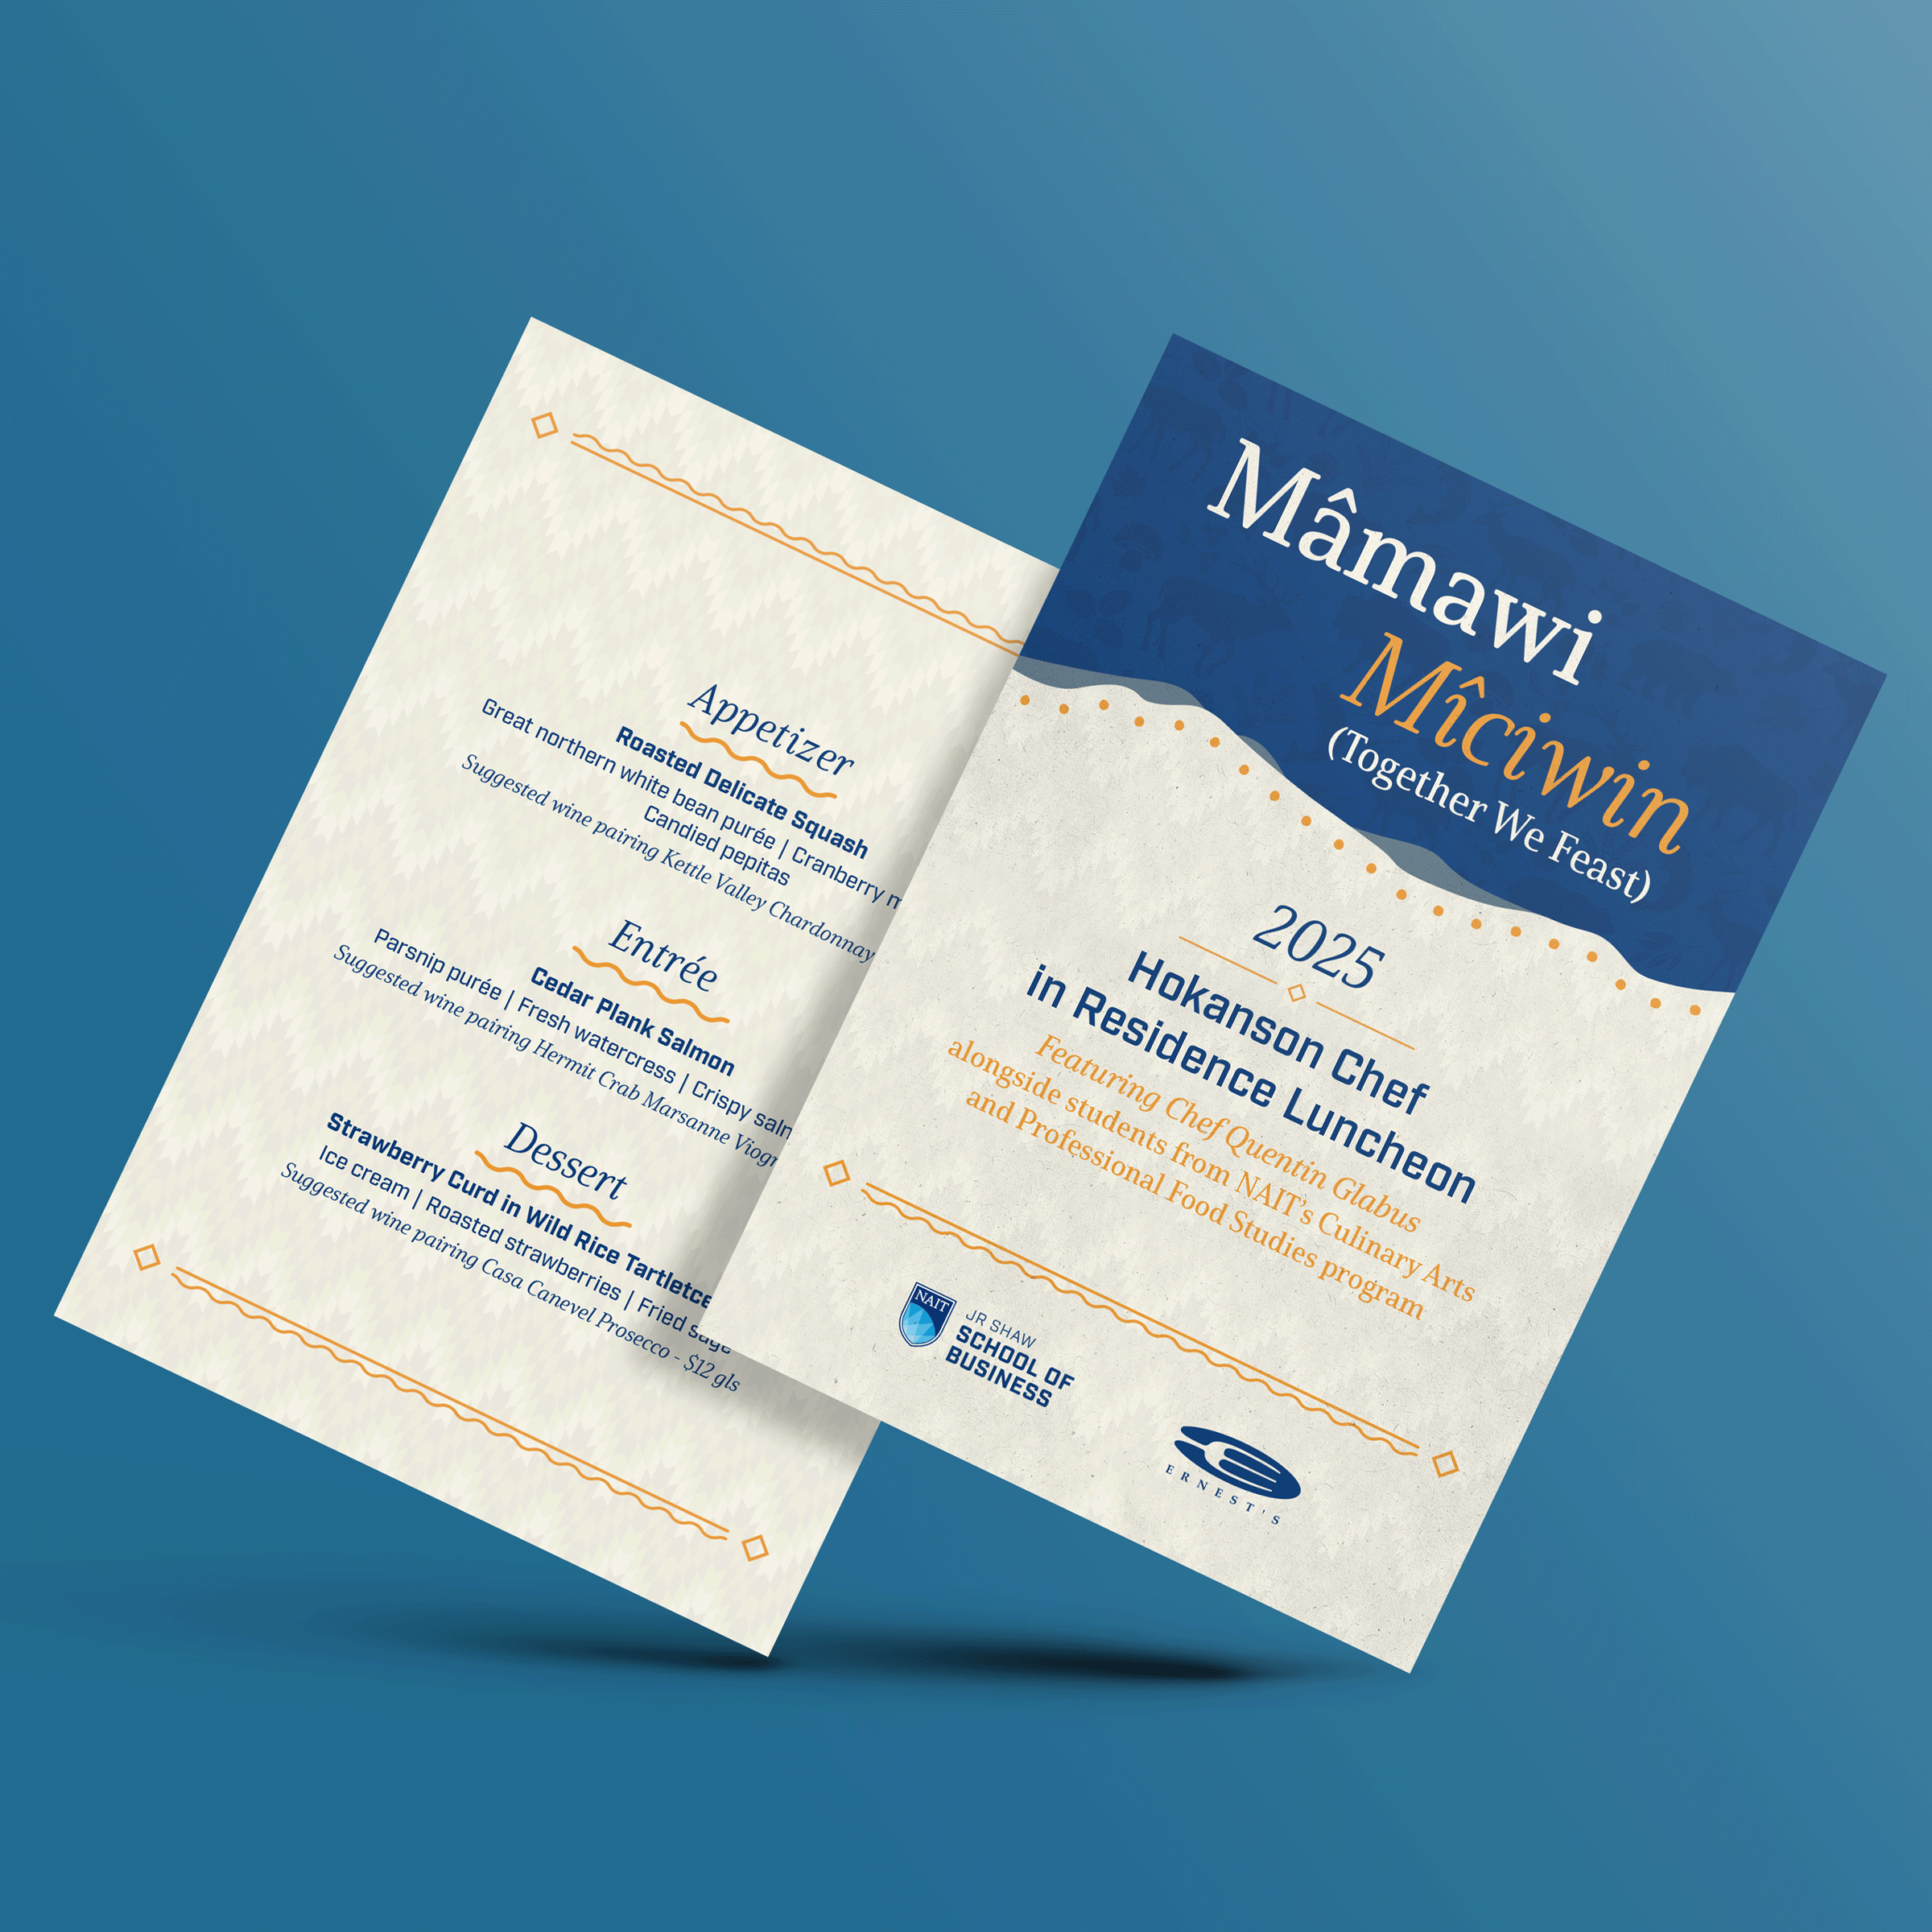 Appetizer
Roasted Delicate Squash
Great northern white bean purée | Cranberry
Candied pepitas
Suggested wine pairing Kettle Valley Chardonnay
Entrée
Cedar Plank Salmon
Parsnip purée | Fresh watercress | Crispy
Suggested wine pairing Hermit Crab Marsanne
Dessert
Strawberry Curd in Wild Rice
Ice cream | Roasted strawberries | Fried sage
Suggested wine pairing Casa Canevel Prosecco - $12 gls
Mâmawi
Mîciwin
(Together We Feast)
2025
Hokanson Chef
in Residence Luncheon
Featuring Chef Quentin Glabus
alongside students from NAIT’s Culinary Arts
and Professional Food Studies program
NAIT
JR SHAW
SCHOOL OF
BUSINESS
ERNEST'S